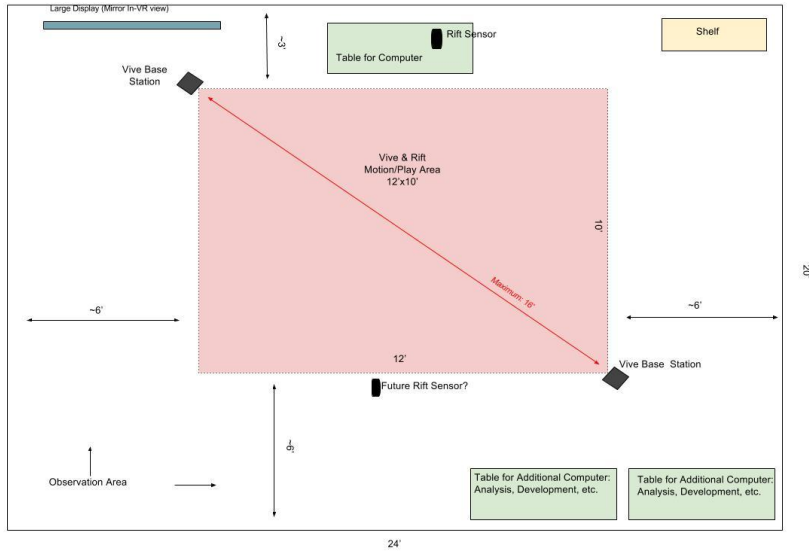 Large Display (Mirror In-VR view)
~3'
Rift Sensor
Table for Computer
Shelf
Vive Base
Station
Vive & Rift
Motion/Play Area
12'x10'
10'
20'
Maximum: 16'
~6'
~6'
12'
Vive Base Station
Future Rift Sensor?
~6'
Observation Area
Table for Additional Computer:
Analysis, Development, etc.
Table for Additional Computer:
Analysis, Development, etc.
24'